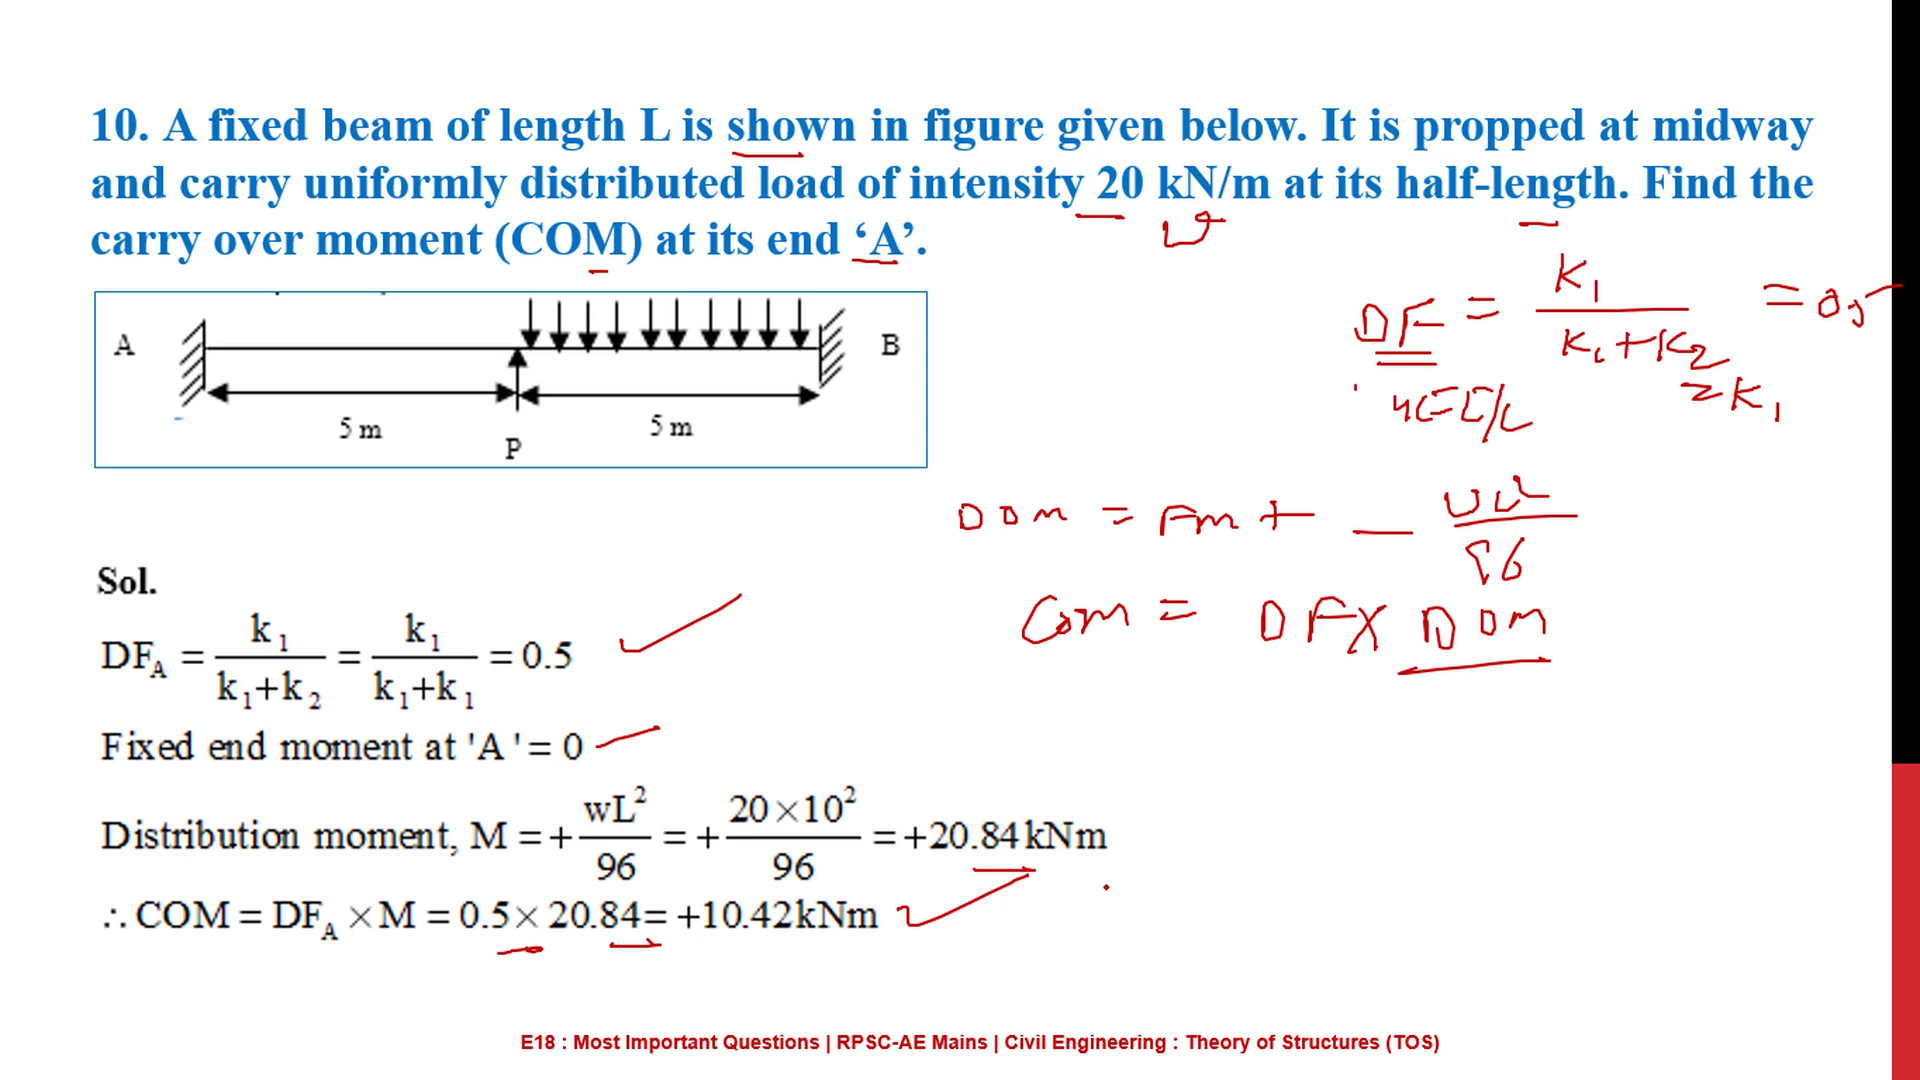 10. A fixed beam of length L is shown in figure given below. It is propped at midway
and carry uniformly distributed load of intensity 20 kN/m at its half-length. Find the
carry over moment (COM) at its end ‘A’.
A B
5 m P 5 m
DF = K1 / (K1 + K2) = 0.5
= K1
4EI/L
DOM = FM + — WL² / 96
COM = DF X DOM
Sol.
DF_A = k1 / (k1+k2) = k1 / (k1+k1) = 0.5
Fixed end moment at 'A' = 0
Distribution moment, M = + wL² / 96 = + 20×10² / 96 = +20.84 kNm
∴ COM = DF_A × M = 0.5 × 20.84 = +10.42 kNm
E18 : Most Important Questions | RPSC-AE Mains | Civil Engineering : Theory of Structures (TOS)